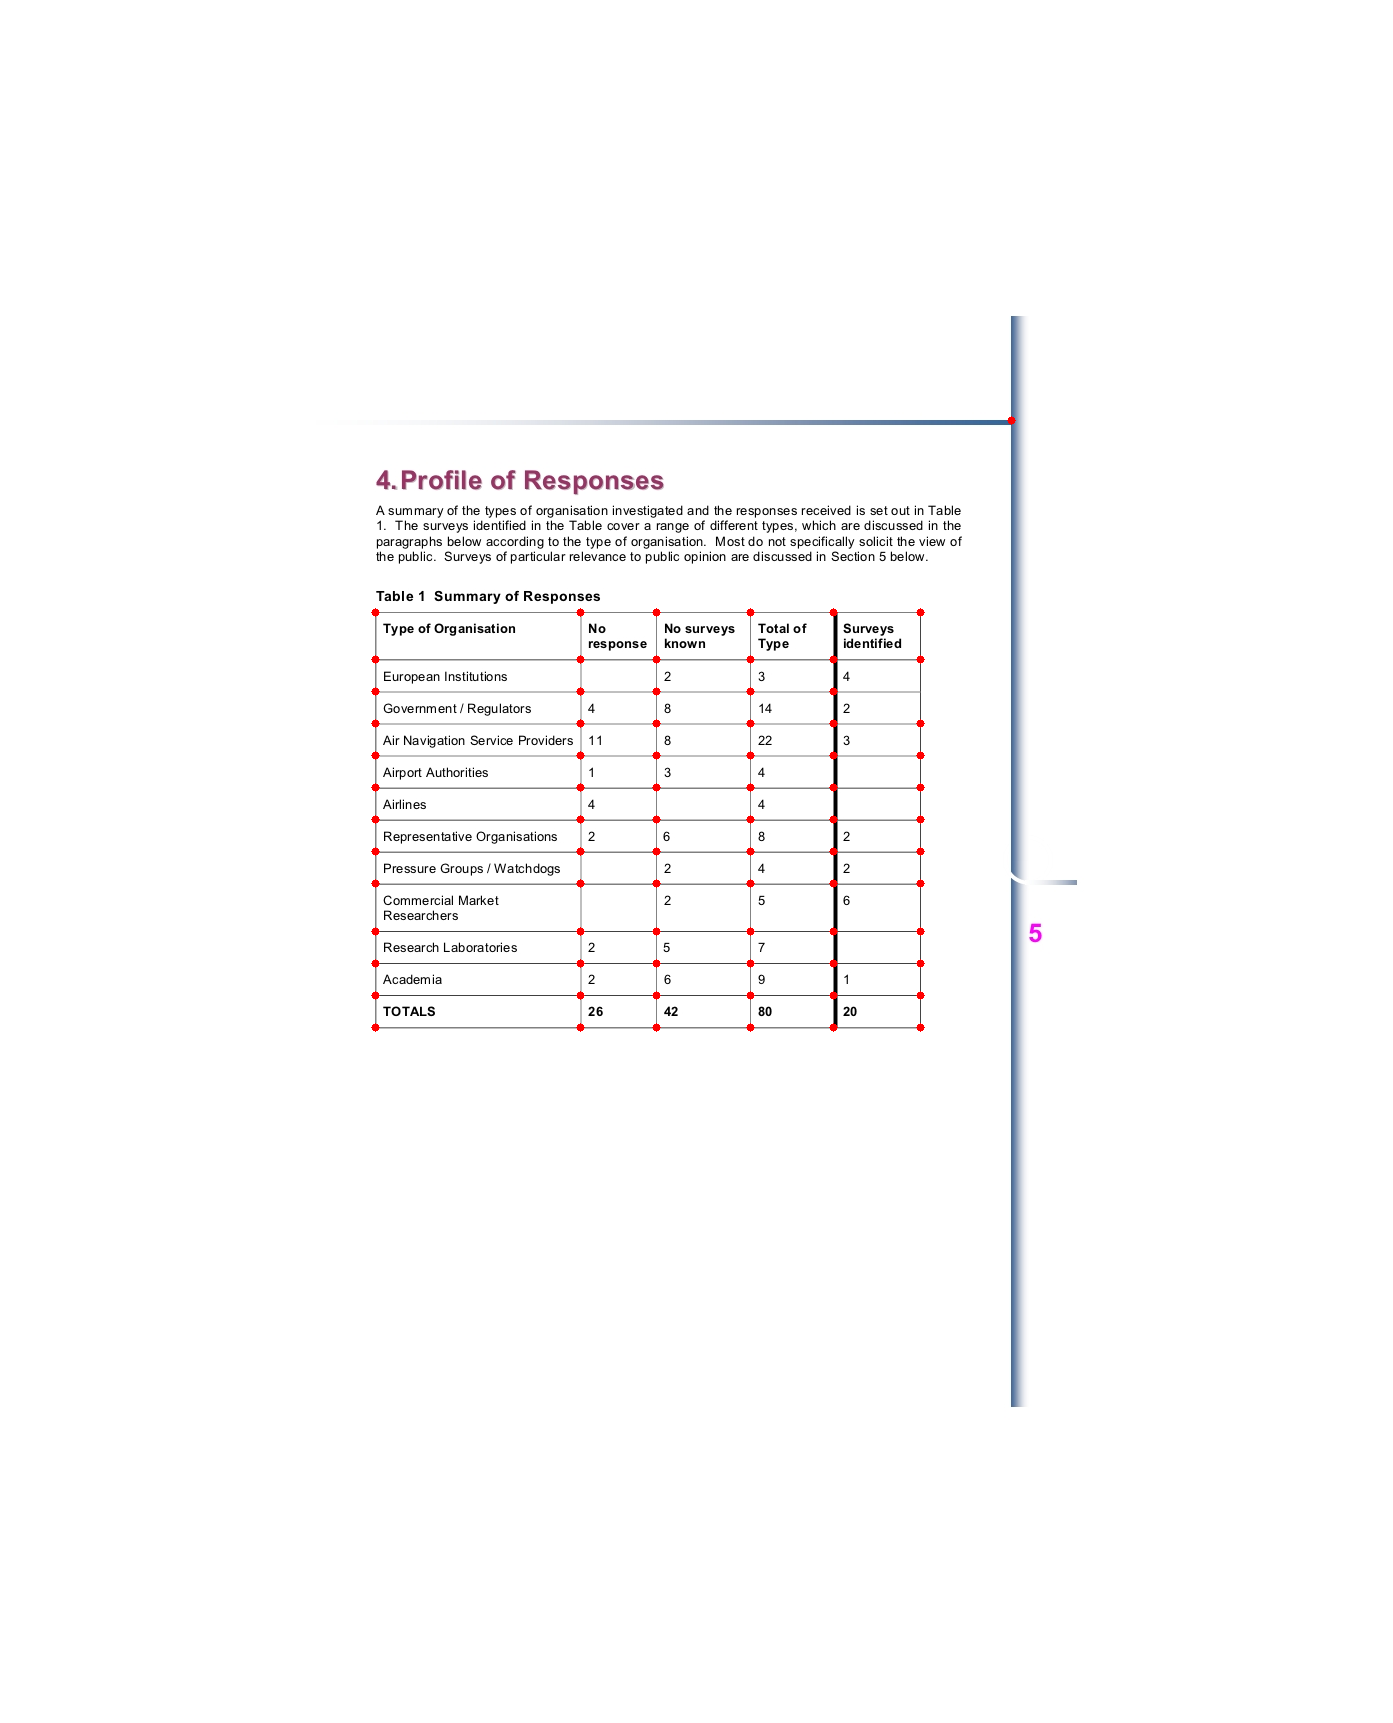 4. Profile of Responses
A summary of the types of organisation investigated and the responses received is set out in Table
1.  The surveys identified in the Table cover a range of different types, which are discussed in the
paragraphs below according to the type of organisation.  Most do not specifically solicit the view of
the public.  Surveys of particular relevance to public opinion are discussed in Section 5 below.
Table 1  Summary of Responses
Type of Organisation No response No surveys known Total of Type Surveys identified
European Institutions 2 3 4
Government / Regulators 4 8 14 2
Air Navigation Service Providers 11 8 22 3
Airport Authorities 1 3 4
Airlines 4 4
Representative Organisations 2 6 8 2
Pressure Groups / Watchdogs 2 4 2
Commercial Market Researchers 2 5 6
Research Laboratories 2 5 7
Academia 2 6 9 1
TOTALS 26 42 80 20
5